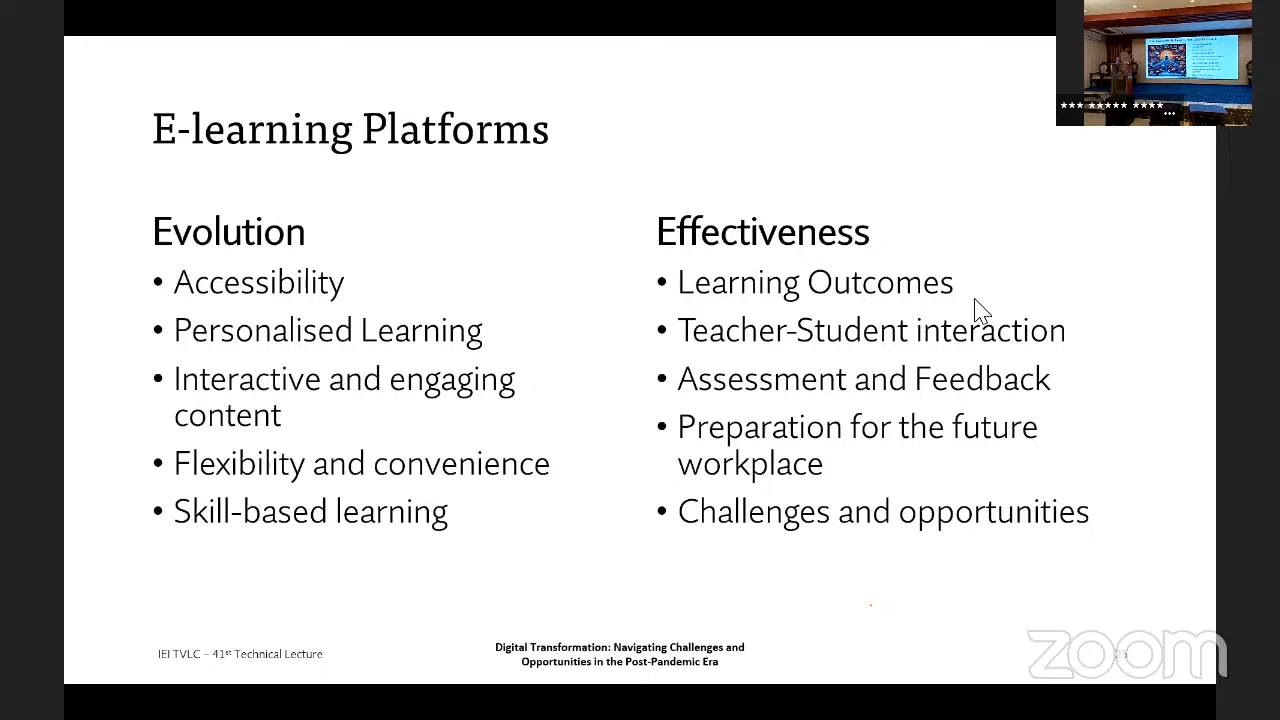 E-learning Platforms
Evolution
• Accessibility
• Personalised Learning
• Interactive and engaging
content
• Flexibility and convenience
• Skill-based learning
Effectiveness
• Learning Outcomes
• Teacher-Student interaction
• Assessment and Feedback
• Preparation for the future
workplace
• Challenges and opportunities
*** ***** ****
...
IEI TVLC – 41st Technical Lecture
Digital Transformation: Navigating Challenges and
Opportunities in the Post-Pandemic Era
zoom